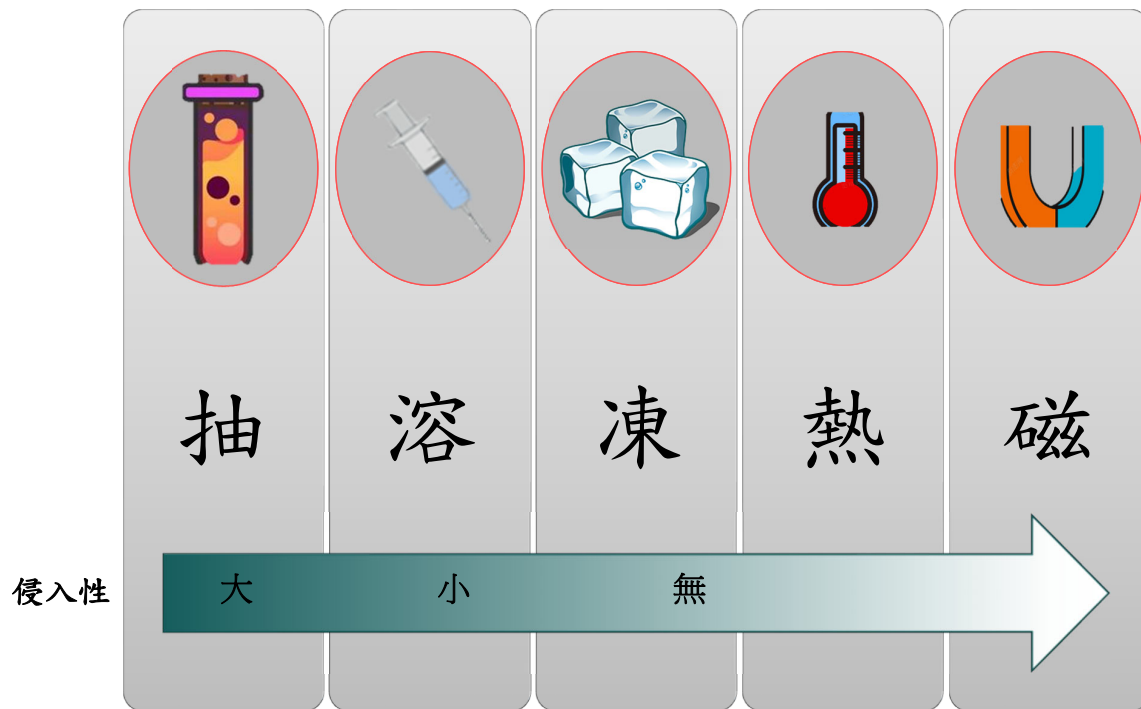 抽 溶 凍 熱 磁
侵入性 大 小 無